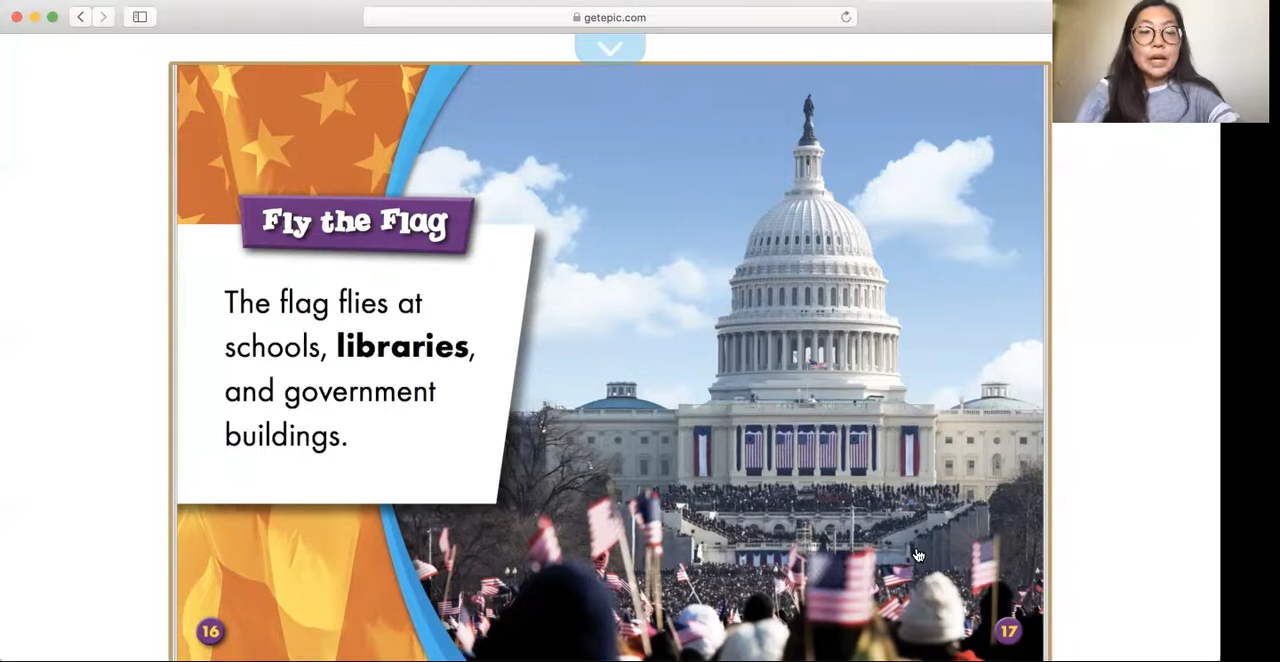 getepic.com
Fly the Flag
The flag flies at
schools, libraries,
and government
buildings.
16
17